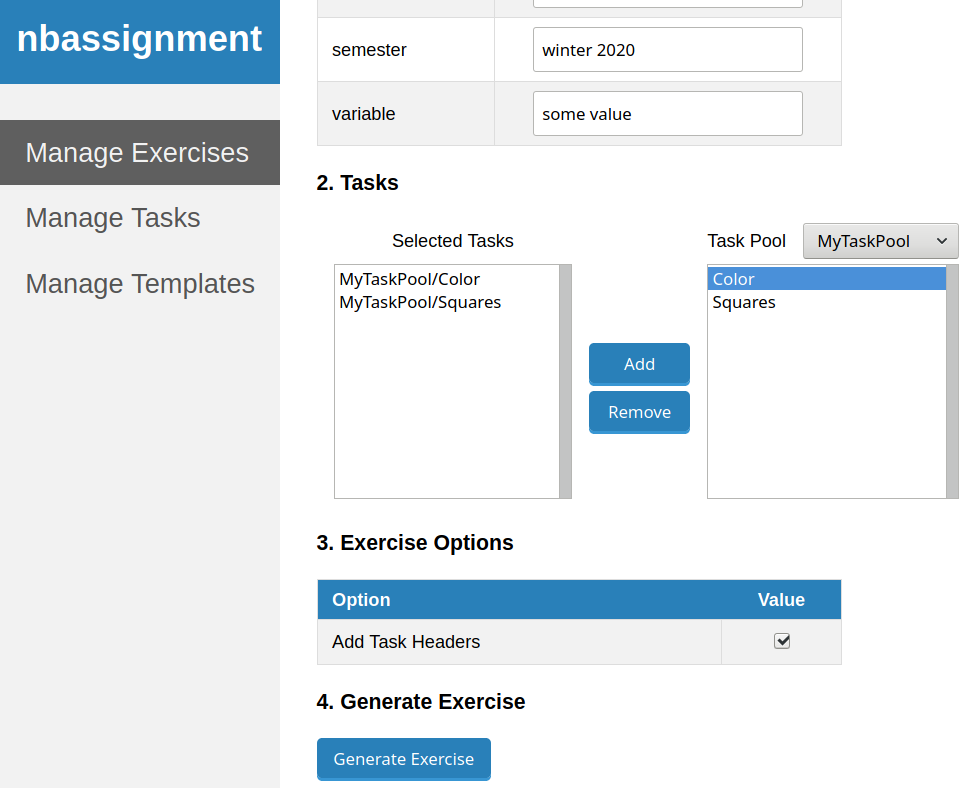 nbassignment
Manage Exercises
Manage Tasks
Manage Templates
semester
winter 2020
variable
some value
2. Tasks
Selected Tasks
MyTaskPool/Color
MyTaskPool/Squares
Add
Remove
Task Pool
MyTaskPool
Color
Squares
3. Exercise Options
Option Value
Add Task Headers
4. Generate Exercise
Generate Exercise